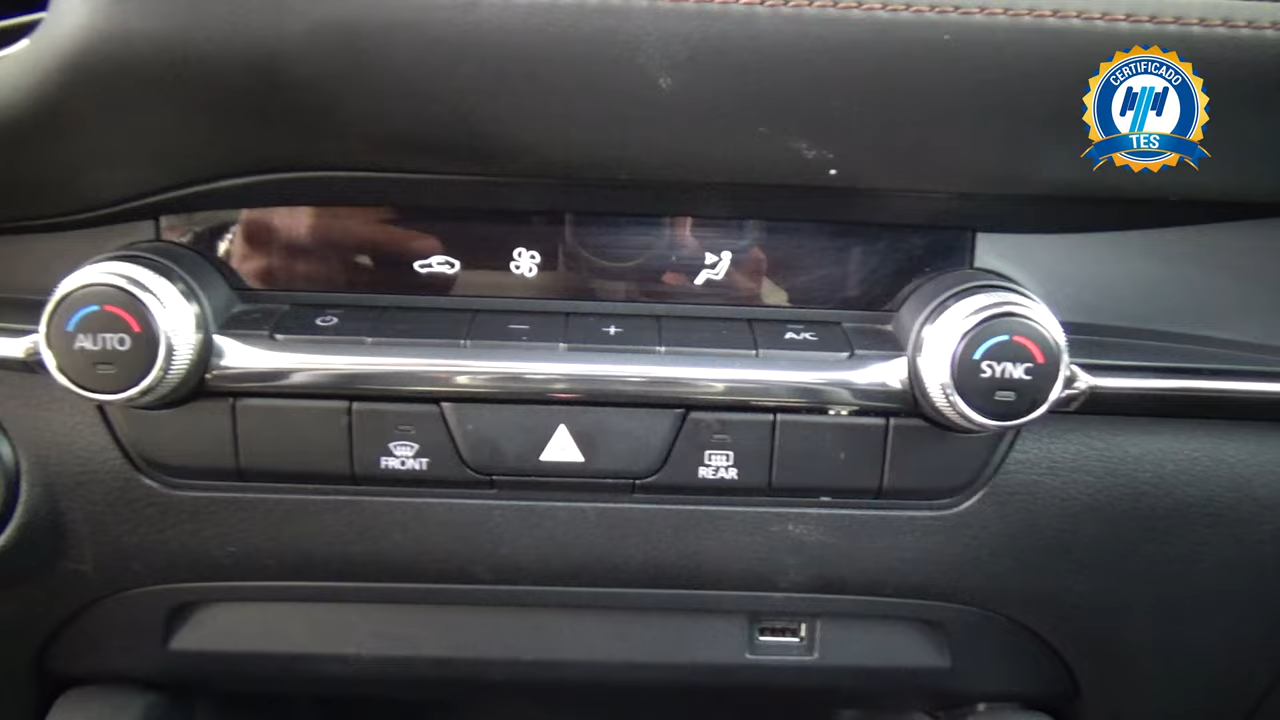 CERTIFICADO
TES
AUTO
−
+
A/C
SYNC
FRONT
REAR